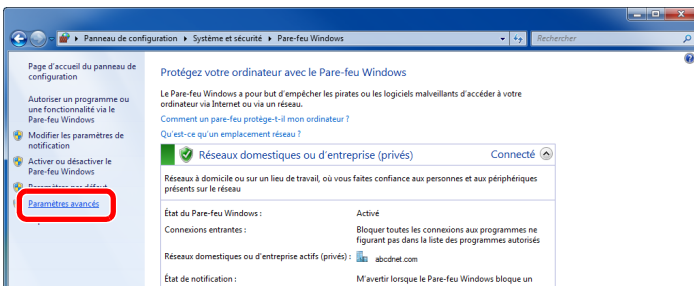 Panneau de configuration ▸ Système et sécurité ▸ Pare-feu Windows
Rechercher
Page d'accueil du panneau de
configuration
Autoriser un programme ou
une fonctionnalité via le
Pare-feu Windows
Modifier les paramètres de
notification
Activer ou désactiver le
Pare-feu Windows
Paramètres par défaut
Paramètres avancés
Protégez votre ordinateur avec le Pare-feu Windows
Le Pare-feu Windows a pour but d'empêcher les pirates ou les logiciels malveillants d'accéder à votre
ordinateur via Internet ou via un réseau.
Comment un pare-feu protège-t-il mon ordinateur ?
Qu'est-ce qu'un emplacement réseau ?
Réseaux domestiques ou d'entreprise (privés) Connecté
Réseaux à domicile ou sur un lieu de travail, où vous faites confiance aux personnes et aux périphériques
présents sur le réseau
État du Pare-feu Windows : Activé
Connexions entrantes : Bloquer toutes les connexions aux programmes ne
figurant pas dans la liste des programmes autorisés
Réseaux domestiques ou d'entreprise actifs (privés) : abcdnet.com
État de notification : M'avertir lorsque le Pare-feu Windows bloque un